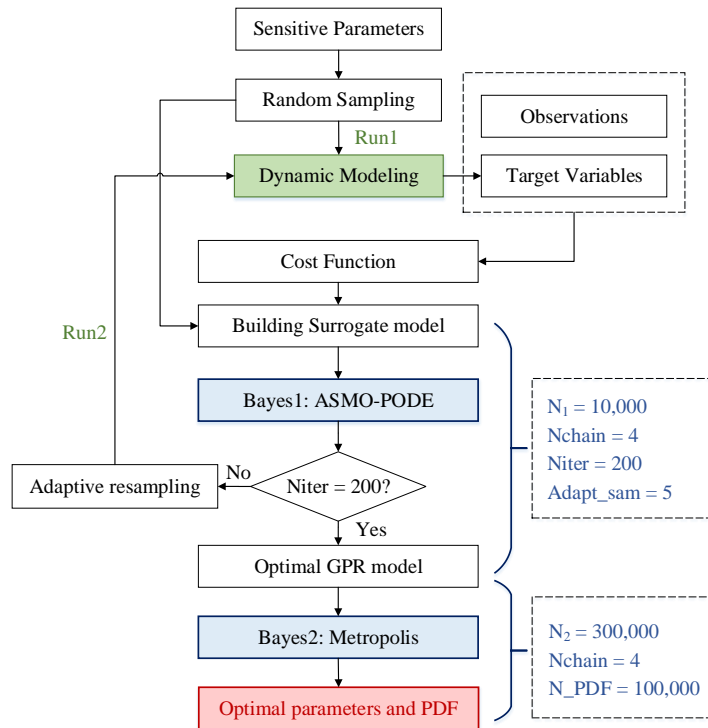 Sensitive Parameters
Random Sampling
Run1
Observations
Dynamic Modeling
Target Variables
Cost Function
Building Surrogate model
Run2
Bayes1: ASMO-PODE
N₁ = 10,000
Nchain = 4
Niter = 200
Adapt_sam = 5
Adaptive resampling
No
Niter = 200?
Yes
Optimal GPR model
Bayes2: Metropolis
N₂ = 300,000
Nchain = 4
N_PDF = 100,000
Optimal parameters and PDF